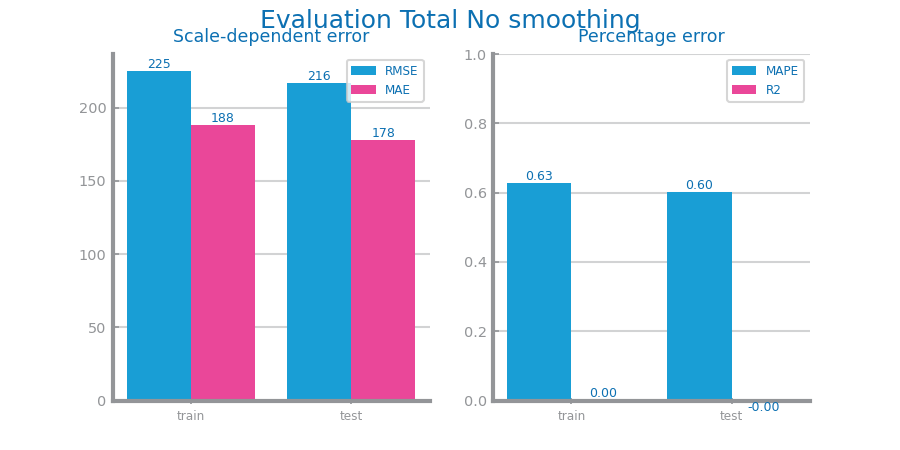 Evaluation Total No smoothing
Scale-dependent error
225
188
216
178
RMSE
MAE
200
150
100
50
0
train
test
Percentage error
1.0
0.8
0.6
0.4
0.2
0.0
MAPE
R2
0.63
0.00
0.60
-0.00
train
test